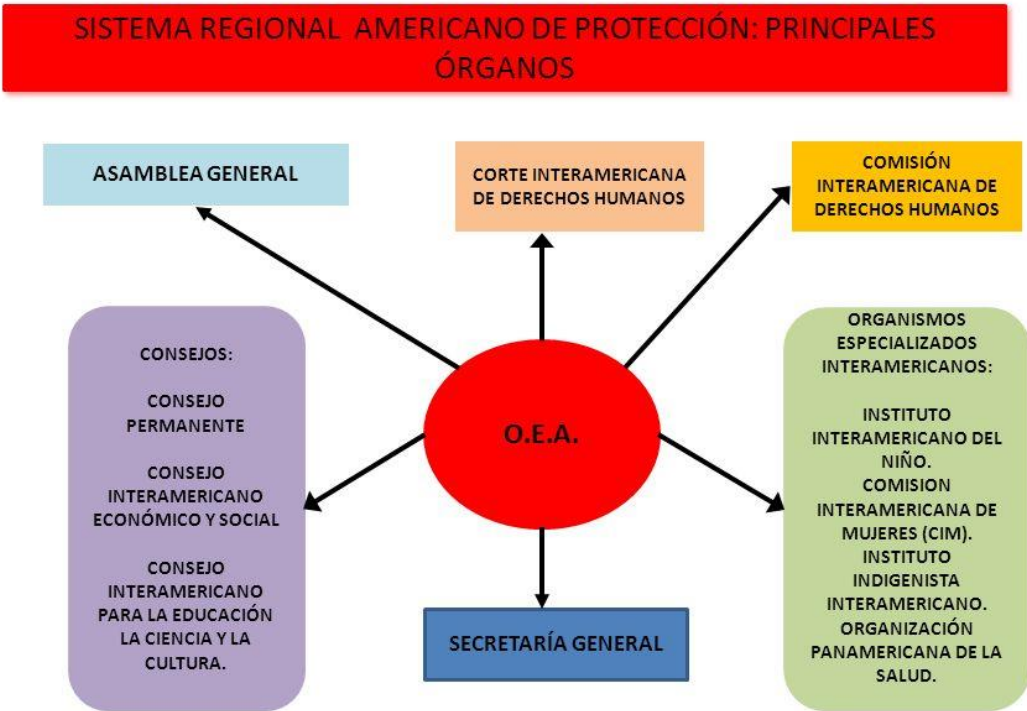 SISTEMA REGIONAL AMERICANO DE PROTECCIÓN: PRINCIPALES
ÓRGANOS
ASAMBLEA GENERAL
CORTE INTERAMERICANA
DE DERECHOS HUMANOS
COMISIÓN
INTERAMERICANA DE
DERECHOS HUMANOS
CONSEJOS:
CONSEJO
PERMANENTE
CONSEJO
INTERAMERICANO
ECONÓMICO Y SOCIAL
CONSEJO
INTERAMERICANO
PARA LA EDUCACIÓN
LA CIENCIA Y LA
CULTURA.
O.E.A.
ORGANISMOS
ESPECIALIZADOS
INTERAMERICANOS:
INSTITUTO
INTERAMERICANO DEL
NIÑO.
COMISION
INTERAMERICANA DE
MUJERES (CIM).
INSTITUTO
INDIGENISTA
INTERAMERICANO.
ORGANIZACIÓN
PANAMERICANA DE LA
SALUD.
SECRETARÍA GENERAL